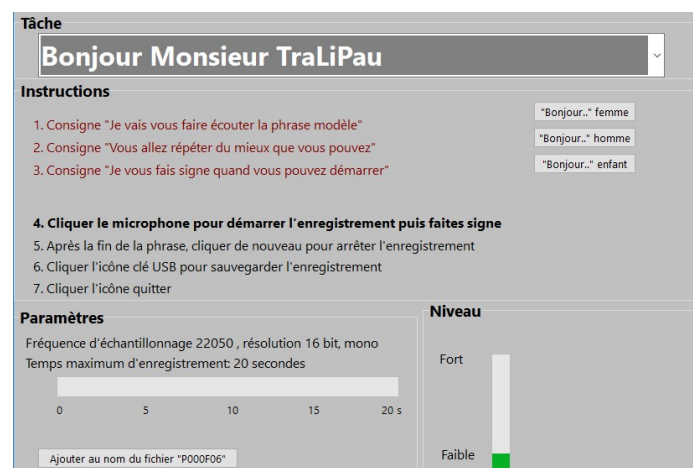 Tâche
Bonjour Monsieur TraLiPau
Instructions
"Bonjour.." femme
1. Consigne "Je vais vous faire écouter la phrase modèle"
"Bonjour.." homme
2. Consigne "Vous allez répéter du mieux que vous pouvez"
"Bonjour.." enfant
3. Consigne "Je vous fais signe quand vous pouvez démarrer"
4. Cliquer le microphone pour démarrer l'enregistrement puis faites signe
5. Après la fin de la phrase, cliquer de nouveau pour arrêter l'enregistrement
6. Cliquer l'icône clé USB pour sauvegarder l'enregistrement
7. Cliquer l'icône quitter
Paramètres
Fréquence d'échantillonnage 22050 , résolution 16 bit, mono
Temps maximum d'enregistrement: 20 secondes
0 5 10 15 20 s
Ajouter au nom du fichier "P000F06"
Niveau
Fort
Faible